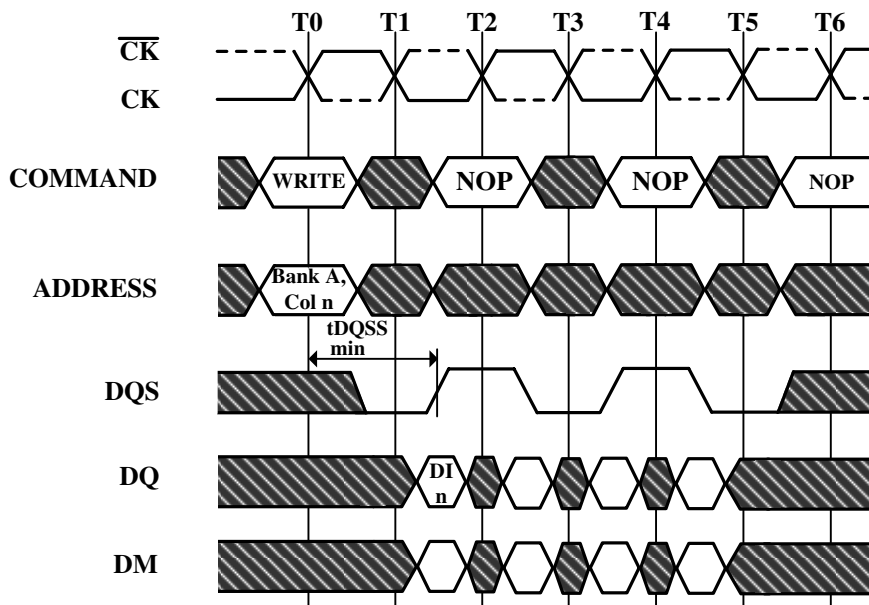 T0 T1 T2 T3 T4 T5 T6
CK
CK
COMMAND WRITE NOP NOP NOP
ADDRESS Bank A,
Col n
tDQSS
min
DQS
DQ DI
n
DM